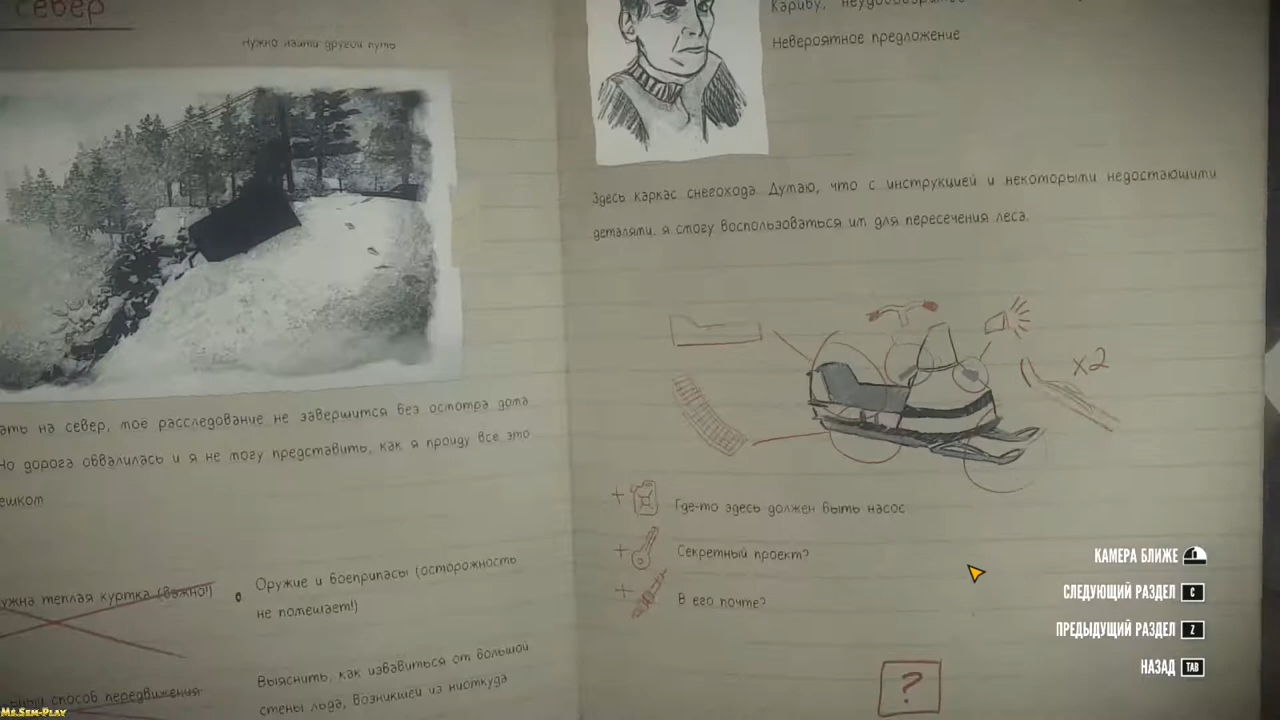 север
Нужно найти другой путь
ать на север, моё расследование не завершится без осмотра дома
Но дорога обвалилась и я не могу представить, как я пройду все это
ешком
ужна теплая куртка (важно!)
Оружие и боеприпасы (осторожность
не помешает!)
ный способ передвижения
Выяснить, как избавиться от большой
стены льда, возникшей из ниоткуда
Карибу,
Невероятное предложение
Здесь каркас снегохода. Думаю, что с инструкцией и некоторыми недостающими
деталями, я смогу воспользоваться им для пересечения леса.
x2
+ Где-то здесь должен быть насос
+ Секретный проект?
+ В его почте?
?
КАМЕРА БЛИЖЕ
СЛЕДУЮЩИЙ РАЗДЕЛ C
ПРЕДЫДУЩИЙ РАЗДЕЛ Z
НАЗАД TAB
Ms.Sem-Play